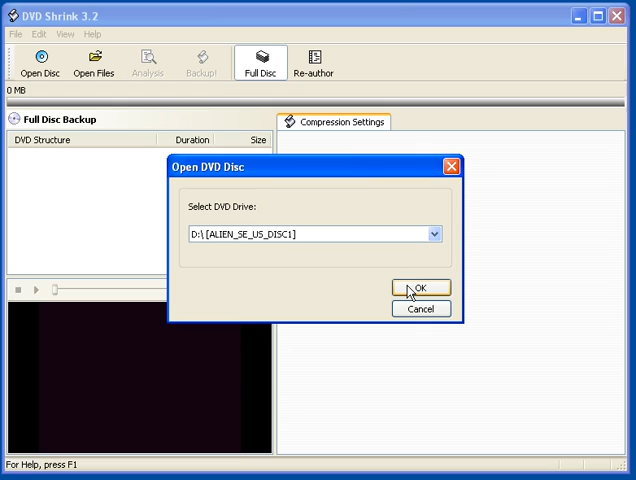 DVD Shrink 3.2
File Edit View Help
Open Disc Open Files Analysis Backup! Full Disc Re-author
0 MB
Full Disc Backup
Compression Settings
DVD Structure Duration Size
Open DVD Disc
Select DVD Drive:
D:\ [ALIEN_SE_US_DISC1]
OK
Cancel
For Help, press F1